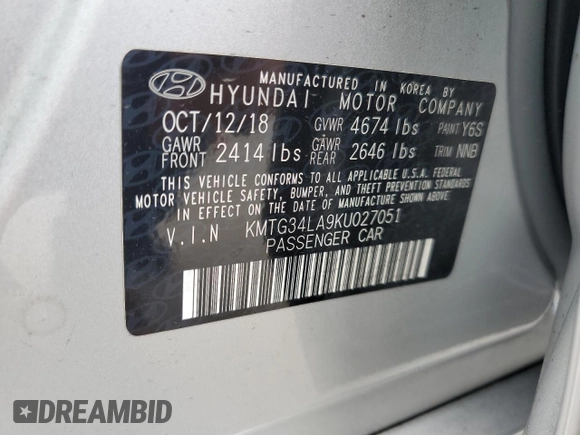 MANUFACTURED IN KOREA BY
HYUNDAI MOTOR COMPANY
OCT/12/18 GVWR 4674 lbs PAINT Y6S
GAWR FRONT 2414 lbs GAWR REAR 2646 lbs TRIM NNB
THIS VEHICLE CONFORMS TO ALL APPLICABLE U.S.A. FEDERAL
MOTOR VEHICLE SAFETY, BUMPER, AND THEFT PREVENTION STANDARDS
IN EFFECT ON THE DATE OF MANUFACTURE SHOWN ABOVE.
V.I.N KMTG34LA9KU027051
PASSENGER CAR
DREAMBID